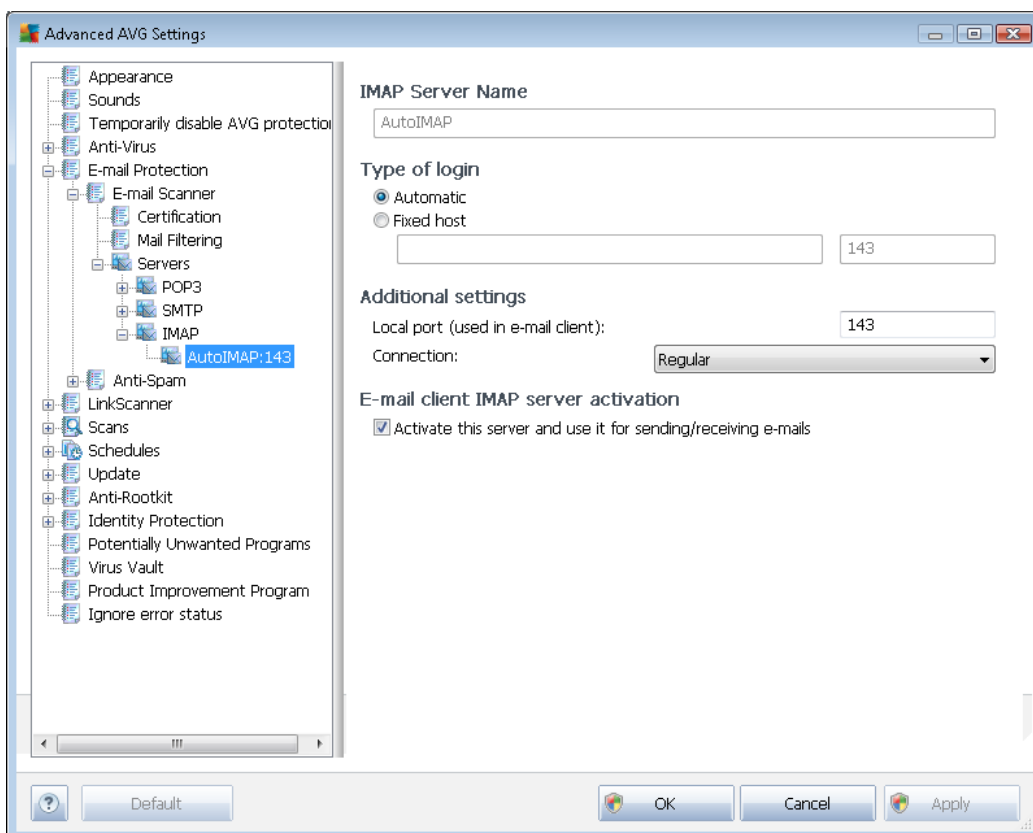 Advanced AVG Settings
Appearance
Sounds
Temporarily disable AVG protection
Anti-Virus
E-mail Protection
E-mail Scanner
Certification
Mail Filtering
Servers
POP3
SMTP
IMAP
AutoIMAP:143
Anti-Spam
LinkScanner
Scans
Schedules
Update
Anti-Rootkit
Identity Protection
Potentially Unwanted Programs
Virus Vault
Product Improvement Program
Ignore error status
IMAP Server Name
AutoIMAP
Type of login
Automatic
Fixed host
143
Additional settings
Local port (used in e-mail client): 143
Connection: Regular
E-mail client IMAP server activation
Activate this server and use it for sending/receiving e-mails
? Default OK Cancel Apply